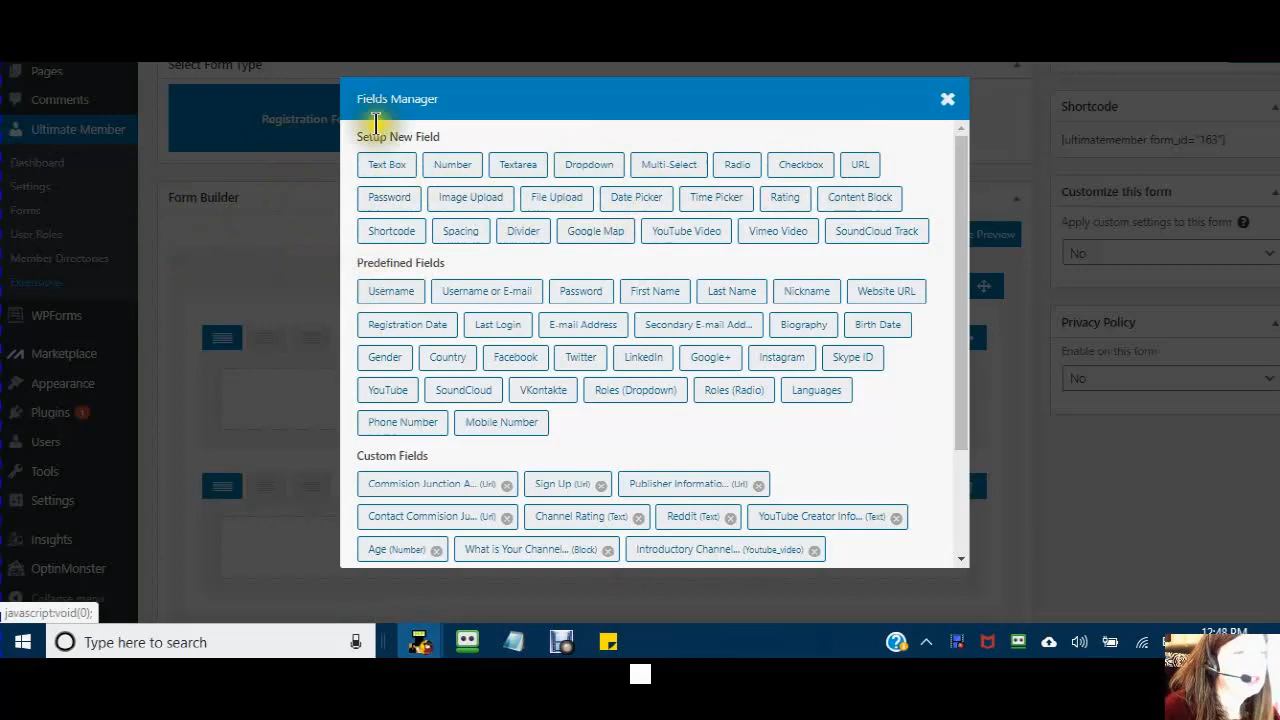 Pages
Comments
Ultimate Member
Dashboard
Settings
Forms
User Roles
Member Directories
Extensions
WPForms
Marketplace
Appearance
Plugins 1
Users
Tools
Settings
Insights
OptinMonster
Collapse menu
javascript:void(0);
Select Form Type
Registration Fo
Form Builder
Fields Manager
Setup New Field
Text Box Number Textarea Dropdown Multi-Select Radio Checkbox URL
Password Image Upload File Upload Date Picker Time Picker Rating Content Block
Shortcode Spacing Divider Google Map YouTube Video Vimeo Video SoundCloud Track
Predefined Fields
Username Username or E-mail Password First Name Last Name Nickname Website URL
Registration Date Last Login E-mail Address Secondary E-mail Add... Biography Birth Date
Gender Country Facebook Twitter LinkedIn Google+ Instagram Skype ID
YouTube SoundCloud VKontakte Roles (Dropdown) Roles (Radio) Languages
Phone Number Mobile Number
Custom Fields
Commision Junction A... (Url) Sign Up (Url) Publisher Informatio... (Url)
Contact Commision Ju... (Url) Channel Rating (Text) Reddit (Text) YouTube Creator Info... (Text)
Age (Number) What is Your Channel... (Block) Introductory Channel... (Youtube_video)
e Preview
Shortcode
[ultimatemember form_id="163"]
Customize this form
Apply custom settings to this form ?
No
Privacy Policy
Enable on this form
No
Type here to search
12:48 PM